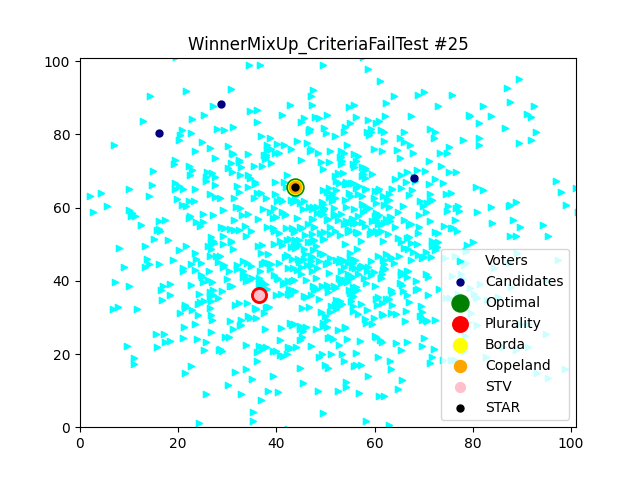 WinnerMixUp_CriteriaFailTest #25
100
80
60
40
20
0
0
20
40
60
80
100
Voters
Candidates
Optimal
Plurality
Borda
Copeland
STV
STAR